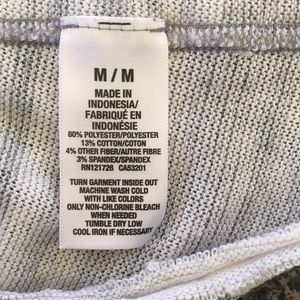 M / M
MADE IN
INDONESIA/
FABRIQUÉ EN
INDONÉSIE
80% POLYESTER/POLYESTER
13% COTTON/COTON
4% OTHER FIBER/AUTRE FIBRE
3% SPANDEX/SPANDEX
RN121726 CA53201
TURN GARMENT INSIDE OUT
MACHINE WASH COLD
WITH LIKE COLORS
ONLY NON-CHLORINE BLEACH
WHEN NEEDED
TUMBLE DRY LOW
COOL IRON IF NECESSARY